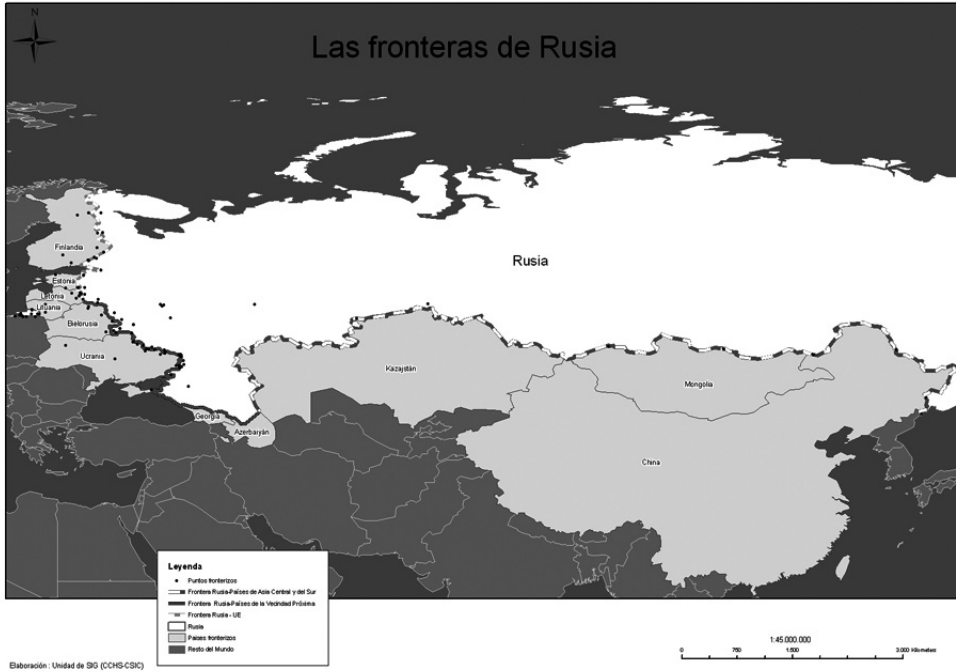 N
Las fronteras de Rusia
Finlandia
Estonia
Letonia
Lituania
Bielorusia
Ucrania
Rusia
Kazajstán
Mongolia
Georgia
Azerbaiyán
China
Leyenda
Puntos fronterizos
Frontera Rusia-Países de Asia Central y del Sur
Frontera Rusia-Países de la Vecindad Próxima
Frontera Rusia - UE
Rusia
Países fronterizos
Resto del Mundo
1:45.000.000
0 750 1.500 3.000 Kilometers
Elaboración : Unidad de SIG (CCHS-CSIC)